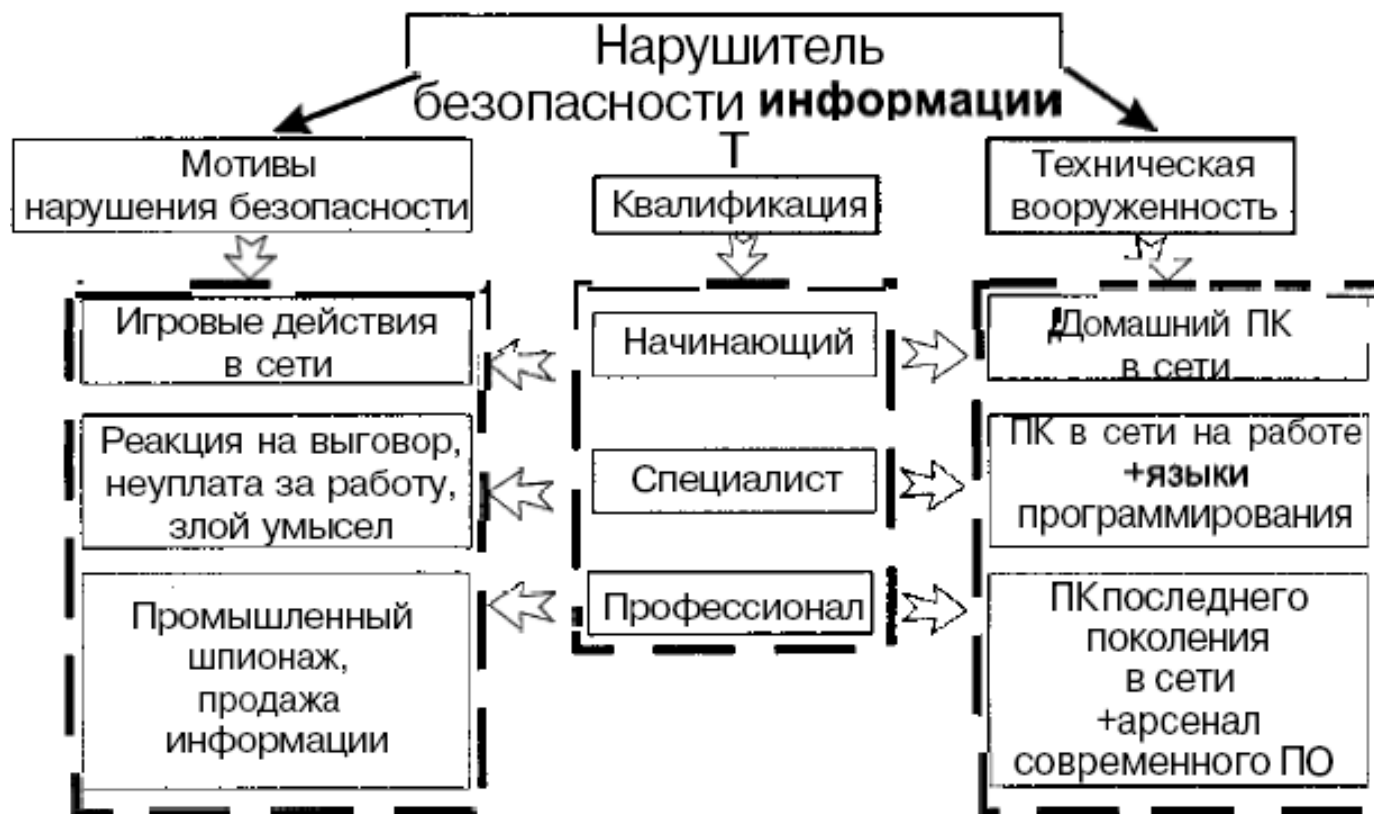 Нарушитель
безопасности информации
Мотивы
нарушения безопасности
Квалификация
Техническая
вооруженность
Игровые действия
в сети
Начинающий
Домашний ПК
в сети
Реакция на выговор,
неуплата за работу,
злой умысел
Специалист
ПК в сети на работе
+языки
программирования
Промышленный
шпионаж,
продажа
информации
Профессионал
ПК последнего
поколения
в сети
+арсенал
современного ПО